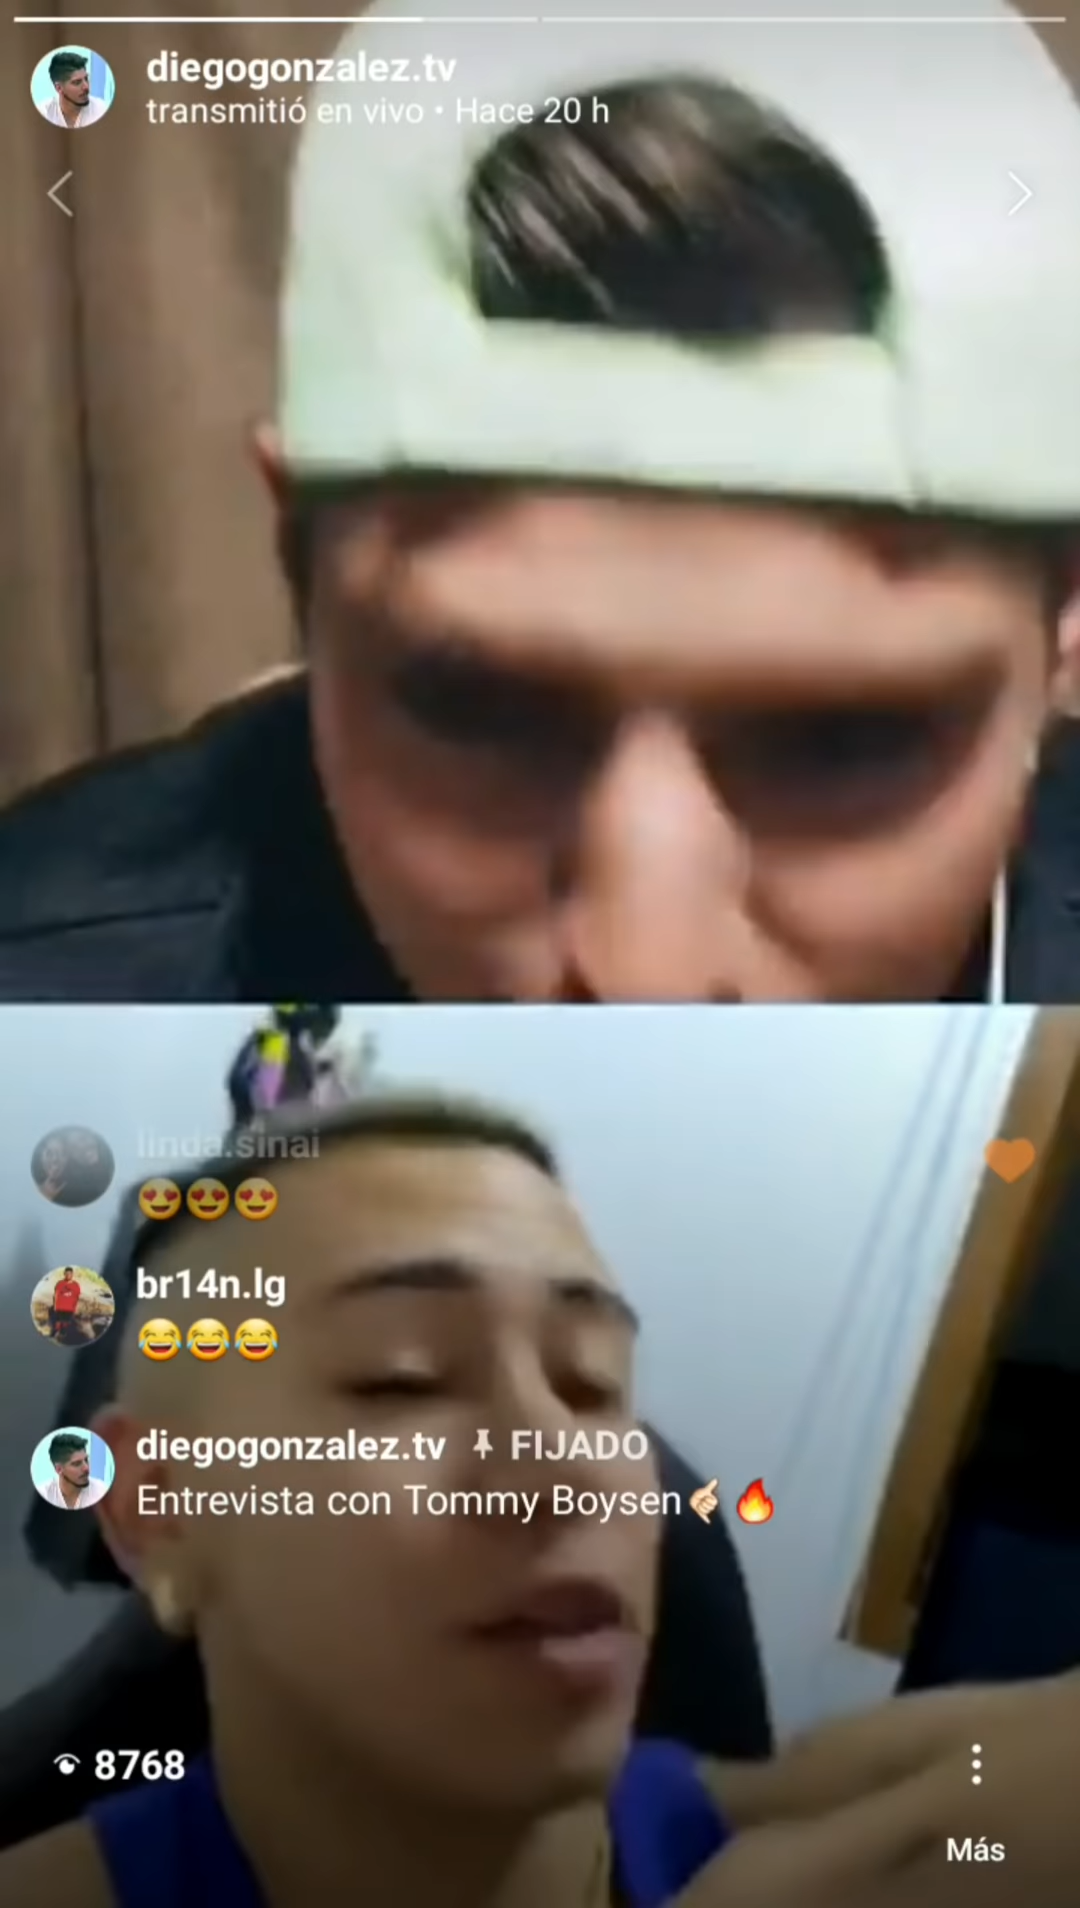 diegogonzalez.tv
transmitió en vivo • Hace 20 h
linda.sinai
😍😍😍
br14n.lg
😂😂😂
diegogonzalez.tv 📌 FIJADO
Entrevista con Tommy Boysen🤙🏻🔥
8768
Más